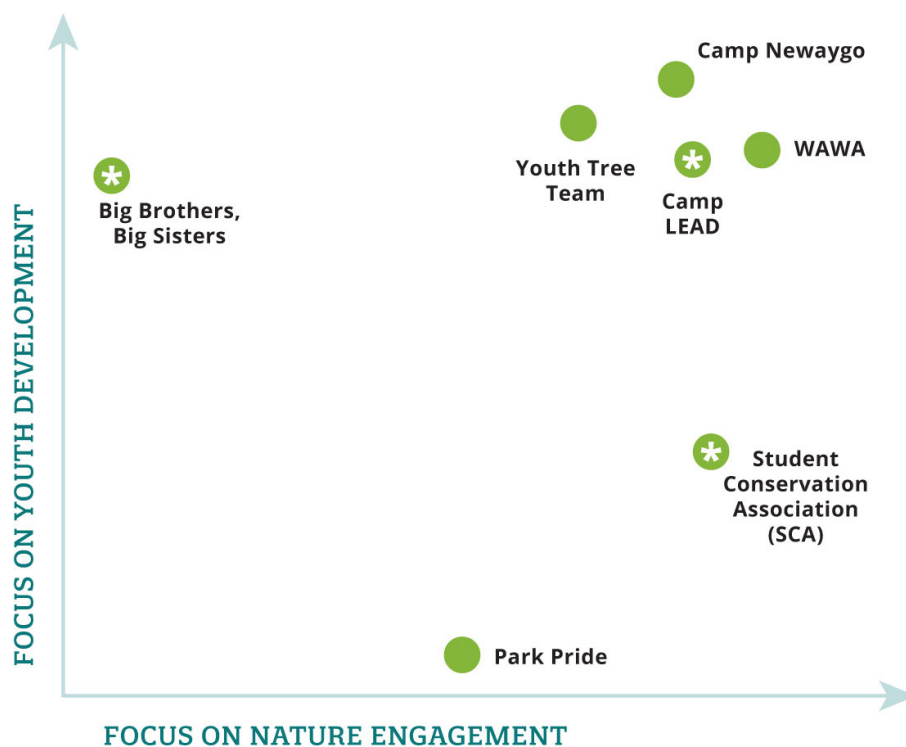 Camp Newaygo
WAWA
Youth Tree
Team
*
Camp
LEAD
*
Big Brothers,
Big Sisters
FOCUS ON YOUTH DEVELOPMENT
*
Student
Conservation
Association
(SCA)
Park Pride
FOCUS ON NATURE ENGAGEMENT